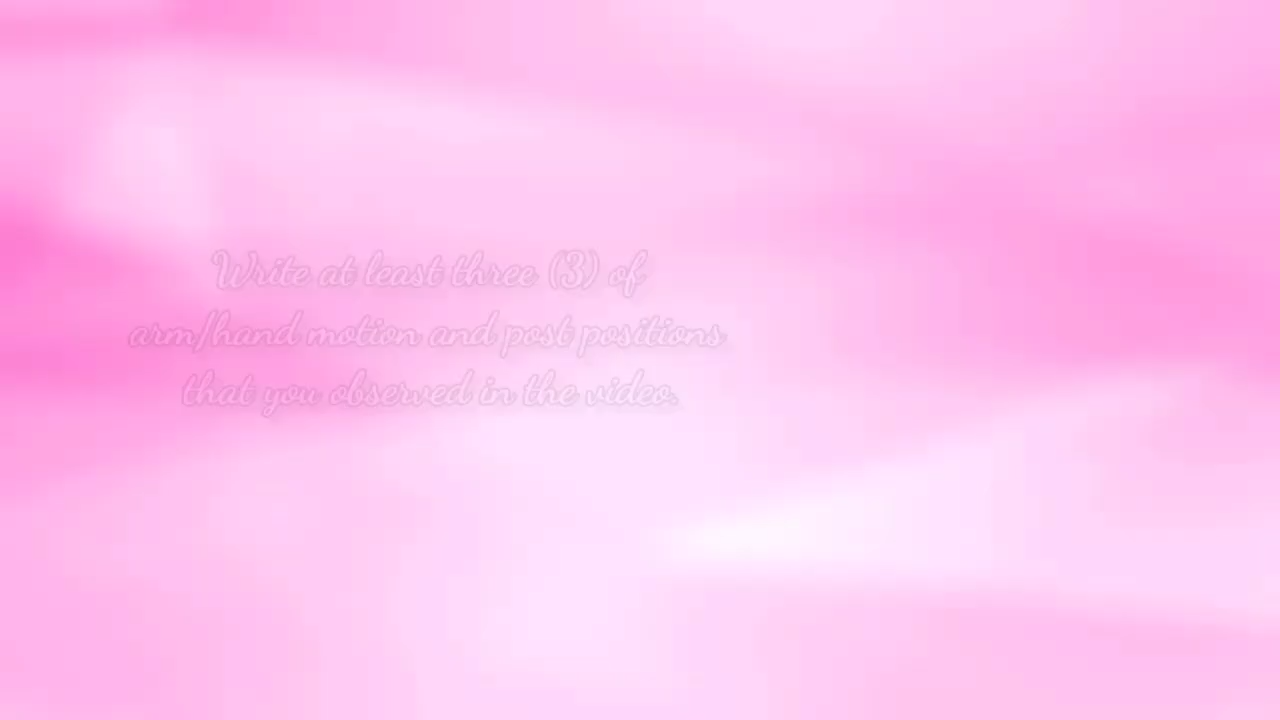 Write at least three (3) of
arm/hand motion and post positions
that you observed in the video.